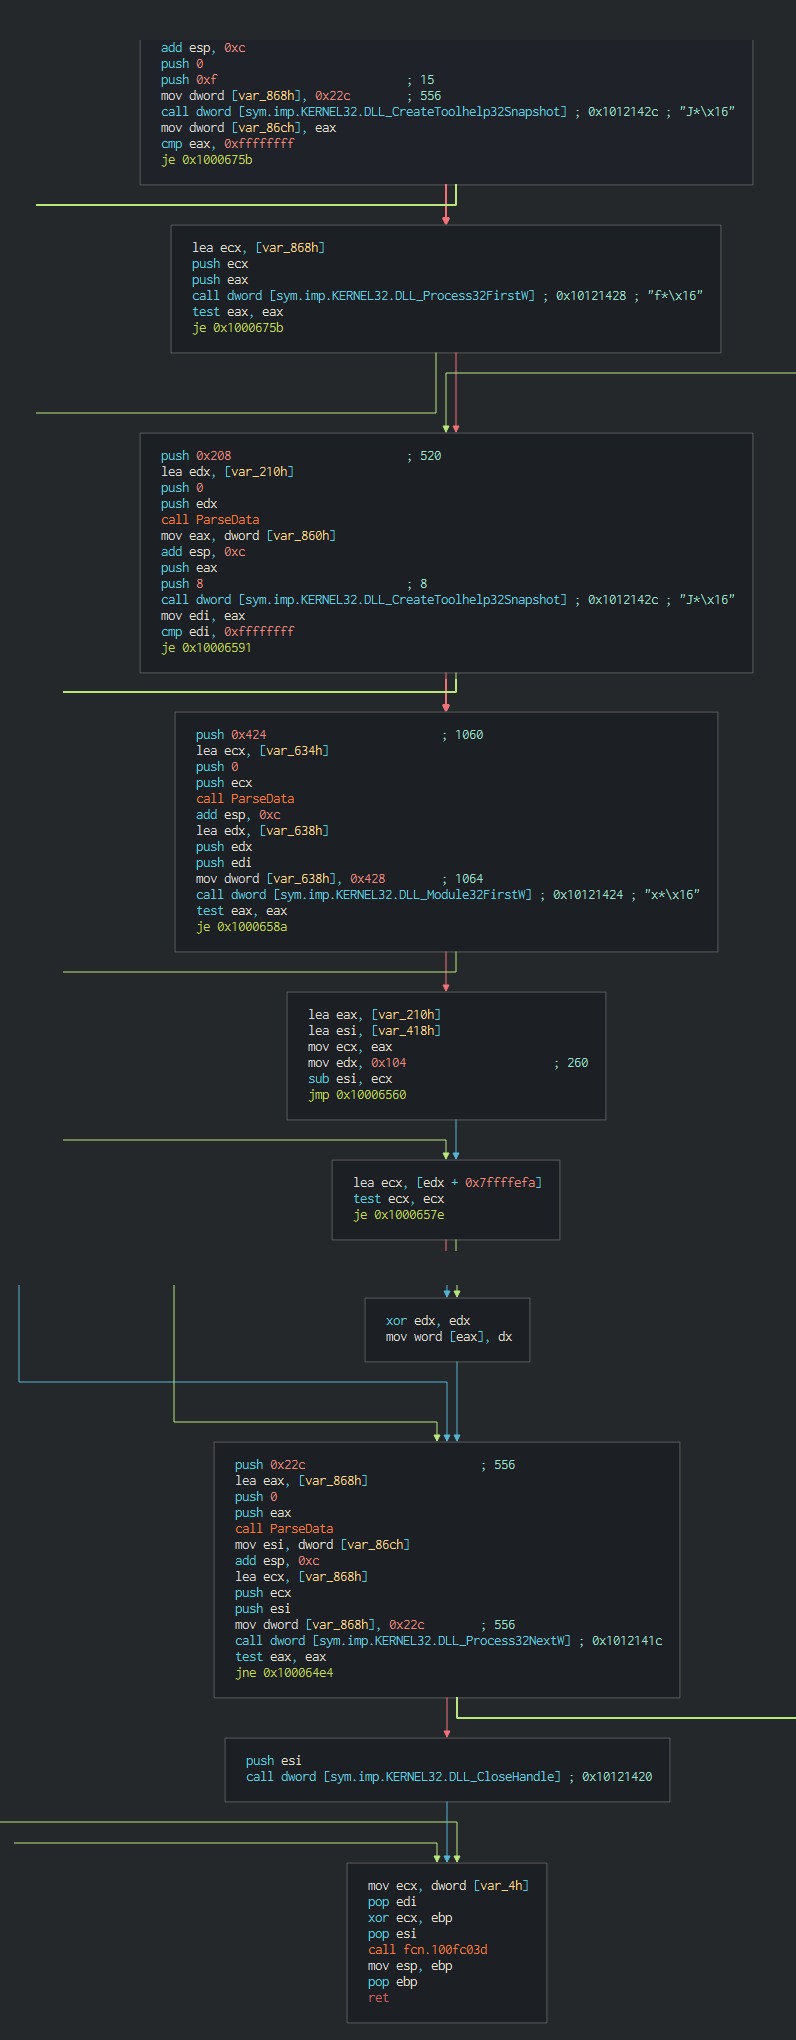 add esp, 0xc
push 0
push 0xf ; 15
mov dword [var_868h], 0x22c ; 556
call dword [sym.imp.KERNEL32.DLL_CreateToolhelp32Snapshot] ; 0x1012142c ; "J*\x16"
mov dword [var_86ch], eax
cmp eax, 0xffffffff
je 0x1000675b
lea ecx, [var_868h]
push ecx
push eax
call dword [sym.imp.KERNEL32.DLL_Process32FirstW] ; 0x10121428 ; "f*\x16"
test eax, eax
je 0x1000675b
push 0x208 ; 520
lea edx, [var_210h]
push 0
push edx
call ParseData
mov eax, dword [var_860h]
add esp, 0xc
push eax
push 8 ; 8
call dword [sym.imp.KERNEL32.DLL_CreateToolhelp32Snapshot] ; 0x1012142c ; "J*\x16"
mov edi, eax
cmp edi, 0xffffffff
je 0x10006591
push 0x424 ; 1060
lea ecx, [var_634h]
push 0
push ecx
call ParseData
add esp, 0xc
lea edx, [var_638h]
push edx
push edi
mov dword [var_638h], 0x428 ; 1064
call dword [sym.imp.KERNEL32.DLL_Module32FirstW] ; 0x10121424 ; "x*\x16"
test eax, eax
je 0x1000658a
lea eax, [var_210h]
lea esi, [var_418h]
mov ecx, eax
mov edx, 0x104 ; 260
sub esi, ecx
jmp 0x10006560
lea ecx, [edx + 0x7ffffefa]
test ecx, ecx
je 0x1000657e
xor edx, edx
mov word [eax], dx
push 0x22c ; 556
lea eax, [var_868h]
push 0
push eax
call ParseData
mov esi, dword [var_86ch]
add esp, 0xc
lea ecx, [var_868h]
push ecx
push esi
mov dword [var_868h], 0x22c ; 556
call dword [sym.imp.KERNEL32.DLL_Process32NextW] ; 0x1012141c
test eax, eax
jne 0x100064e4
push esi
call dword [sym.imp.KERNEL32.DLL_CloseHandle] ; 0x10121420
mov ecx, dword [var_4h]
pop edi
xor ecx, ebp
pop esi
call fcn.100fc03d
mov esp, ebp
pop ebp
ret